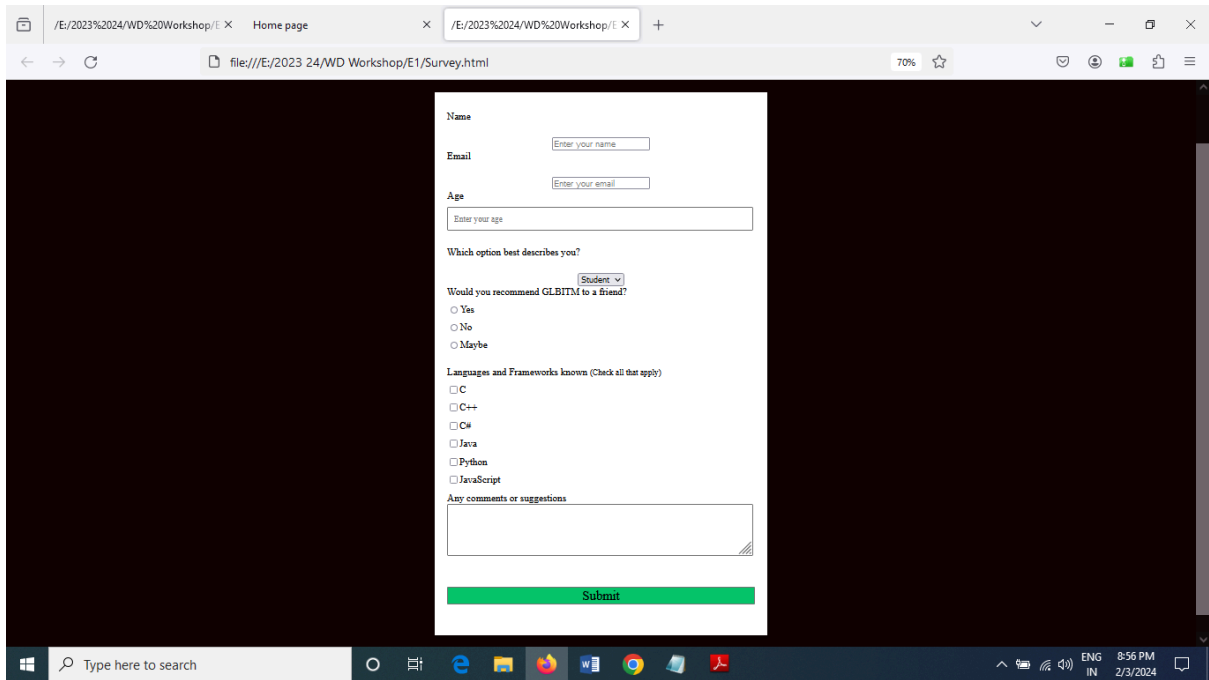 /E:/2023%2024/WD%20Workshop/E Home page /E:/2023%2024/WD%20Workshop/E
file:///E:/2023 24/WD Workshop/E1/Survey.html 70%
Name
Enter your name
Email
Enter your email
Age
Enter your age
Which option best describes you?
Student
Would you recommend GLBITM to a friend?
Yes
No
Maybe
Languages and Frameworks known (Check all that apply)
C
C++
C#
Java
Python
JavaScript
Any comments or suggestions
Submit
Type here to search
ENG 8:56 PM
IN 2/3/2024